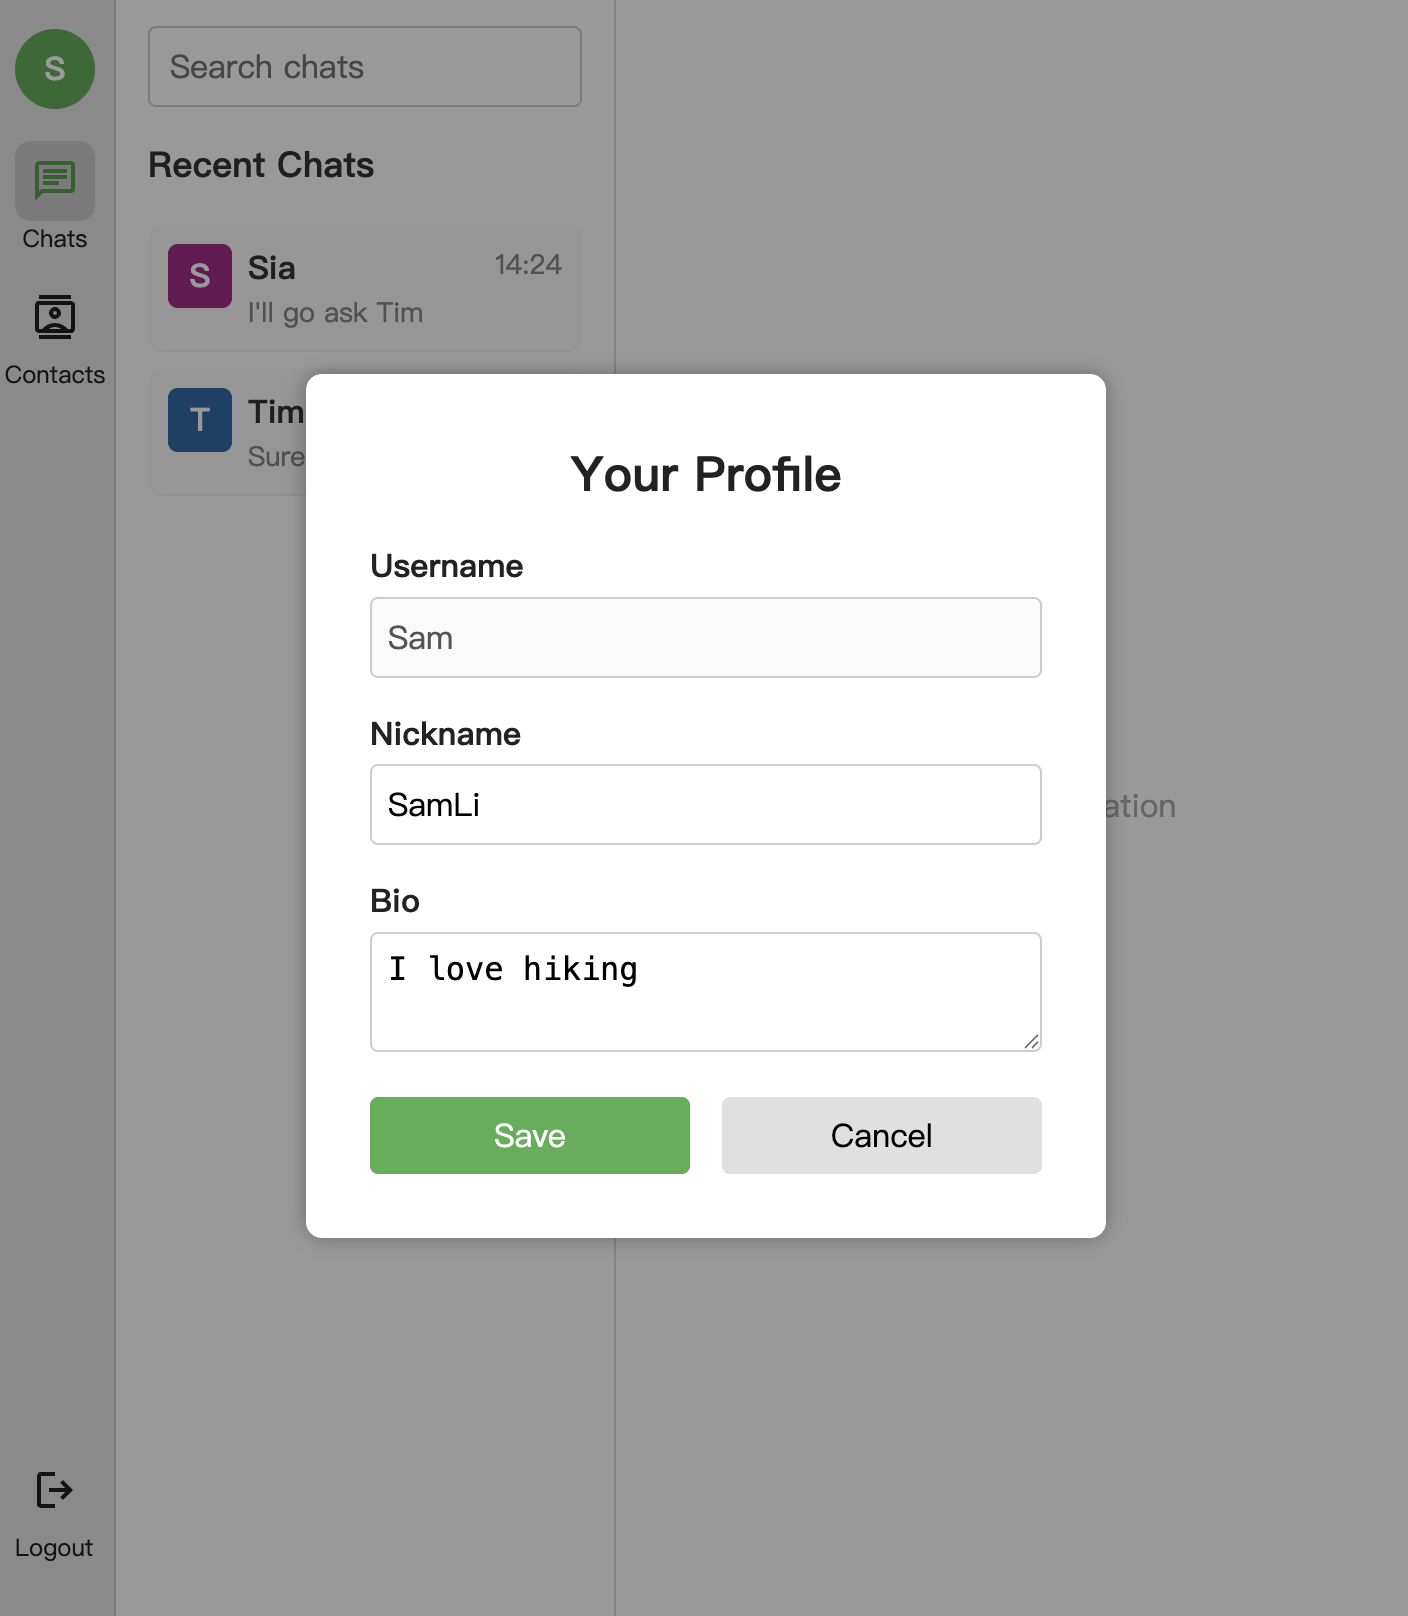 S
Chats
Contacts
Logout
Search chats
Recent Chats
S
Sia
14:24
I'll go ask Tim
T
Tim
Sure
Your Profile
Username
Sam
Nickname
SamLi
Bio
I love hiking
Save
Cancel